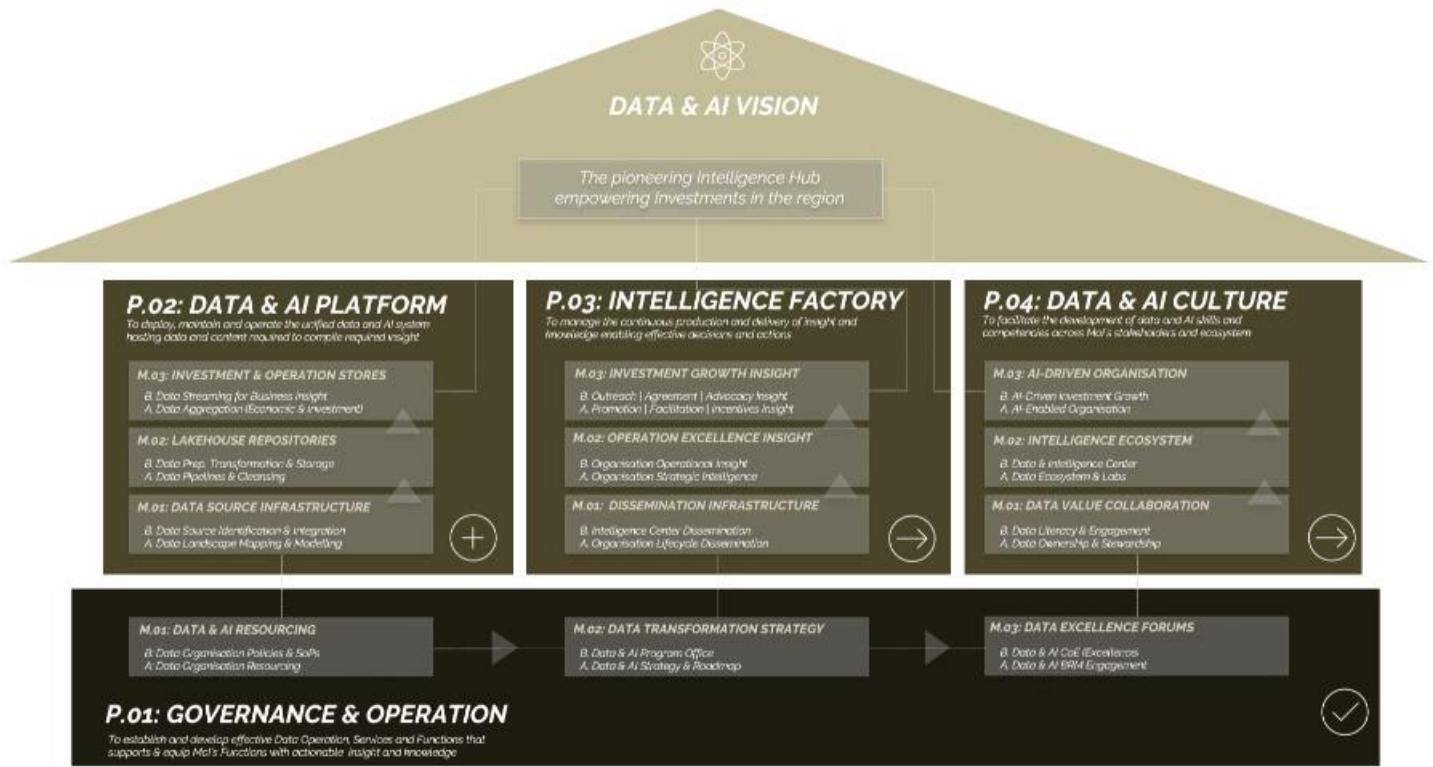 DATA & AI VISION
The pioneering Intelligence Hub
empowering Investments in the region
P.02: DATA & AI PLATFORM
To deploy, maintain and operate the unified data and AI system
hosting data and content required to compile required insight
M.03: INVESTMENT & OPERATION STORES
B. Data Streaming for Business Insight
A. Data Aggregation (Economic & Investment)
M.02: LAKEHOUSE REPOSITORIES
B. Data Prep, Transformation & Storage
A. Data Pipelines & Cleansing
M.01: DATA SOURCE INFRASTRUCTURE
B. Data Source Identification & Integration
A. Data Landscape Mapping & Modelling
P.03: INTELLIGENCE FACTORY
To manage the continuous production and delivery of insight and
knowledge enabling effective decisions and actions
M.03: INVESTMENT GROWTH INSIGHT
B. Outreach | Agreement | Advocacy Insight
A. Promotion | Facilitation | Incentives Insight
M.02: OPERATION EXCELLENCE INSIGHT
B. Organisation Operational Insight
A. Organisation Strategic Intelligence
M.01: DISSEMINATION INFRASTRUCTURE
B. Intelligence Center Dissemination
A. Organisation Lifecycle Dissemination
P.04: DATA & AI CULTURE
To facilitate the development of data and AI skills and
competencies across MoI's stakeholders and ecosystem
M.03: AI-DRIVEN ORGANISATION
B. AI-Driven Investment Growth
A. AI-Enabled Organisation
M.02: INTELLIGENCE ECOSYSTEM
B. Data & Intelligence Center
A. Data Ecosystem & Labs
M.01: DATA VALUE COLLABORATION
B. Data Literacy & Engagement
A. Data Ownership & Stewardship
M.01: DATA & AI RESOURCING
B. Data Organisation Policies & SoPs
A: Data Organisation Resourcing
M.02: DATA TRANSFORMATION STRATEGY
B. Data & AI Program Office
A. Data & AI Strategy & Roadmap
M.03: DATA EXCELLENCE FORUMS
B. Data & AI CoE (Excellence)
A. Data & AI BRM Engagement
P.01: GOVERNANCE & OPERATION
To establish and develop effective Data Operation, Services and Functions that
supports & equip MoI's Functions with actionable insight and knowledge